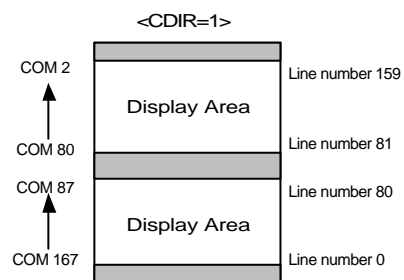 <CDIR=1>
COM 2
Line number 159
Display Area
COM 80
Line number 81
COM 87
Line number 80
Display Area
COM 167
Line number 0